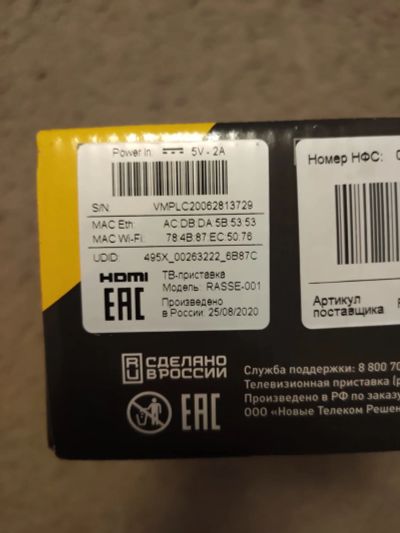 Power In: 5V - 2A
S/N: VMPLC20062813729
MAC Eth: AC:DB:DA:5B:53:53
MAC Wi-Fi: 78:4B:87:EC:50:76
UDID: 495X_00263222_6B87C
HDMI
ТВ-приставка
Модель: RASSE-001
EAC
Произведено
в России: 25/08/2020
Номер НФС:
Артикул
поставщика
СДЕЛАНО
В РОССИИ
EAC
Служба поддержки: 8 800 70
Телевизионная приставка
Произведено в РФ по заказу
ООО «Новые Телеком Решен